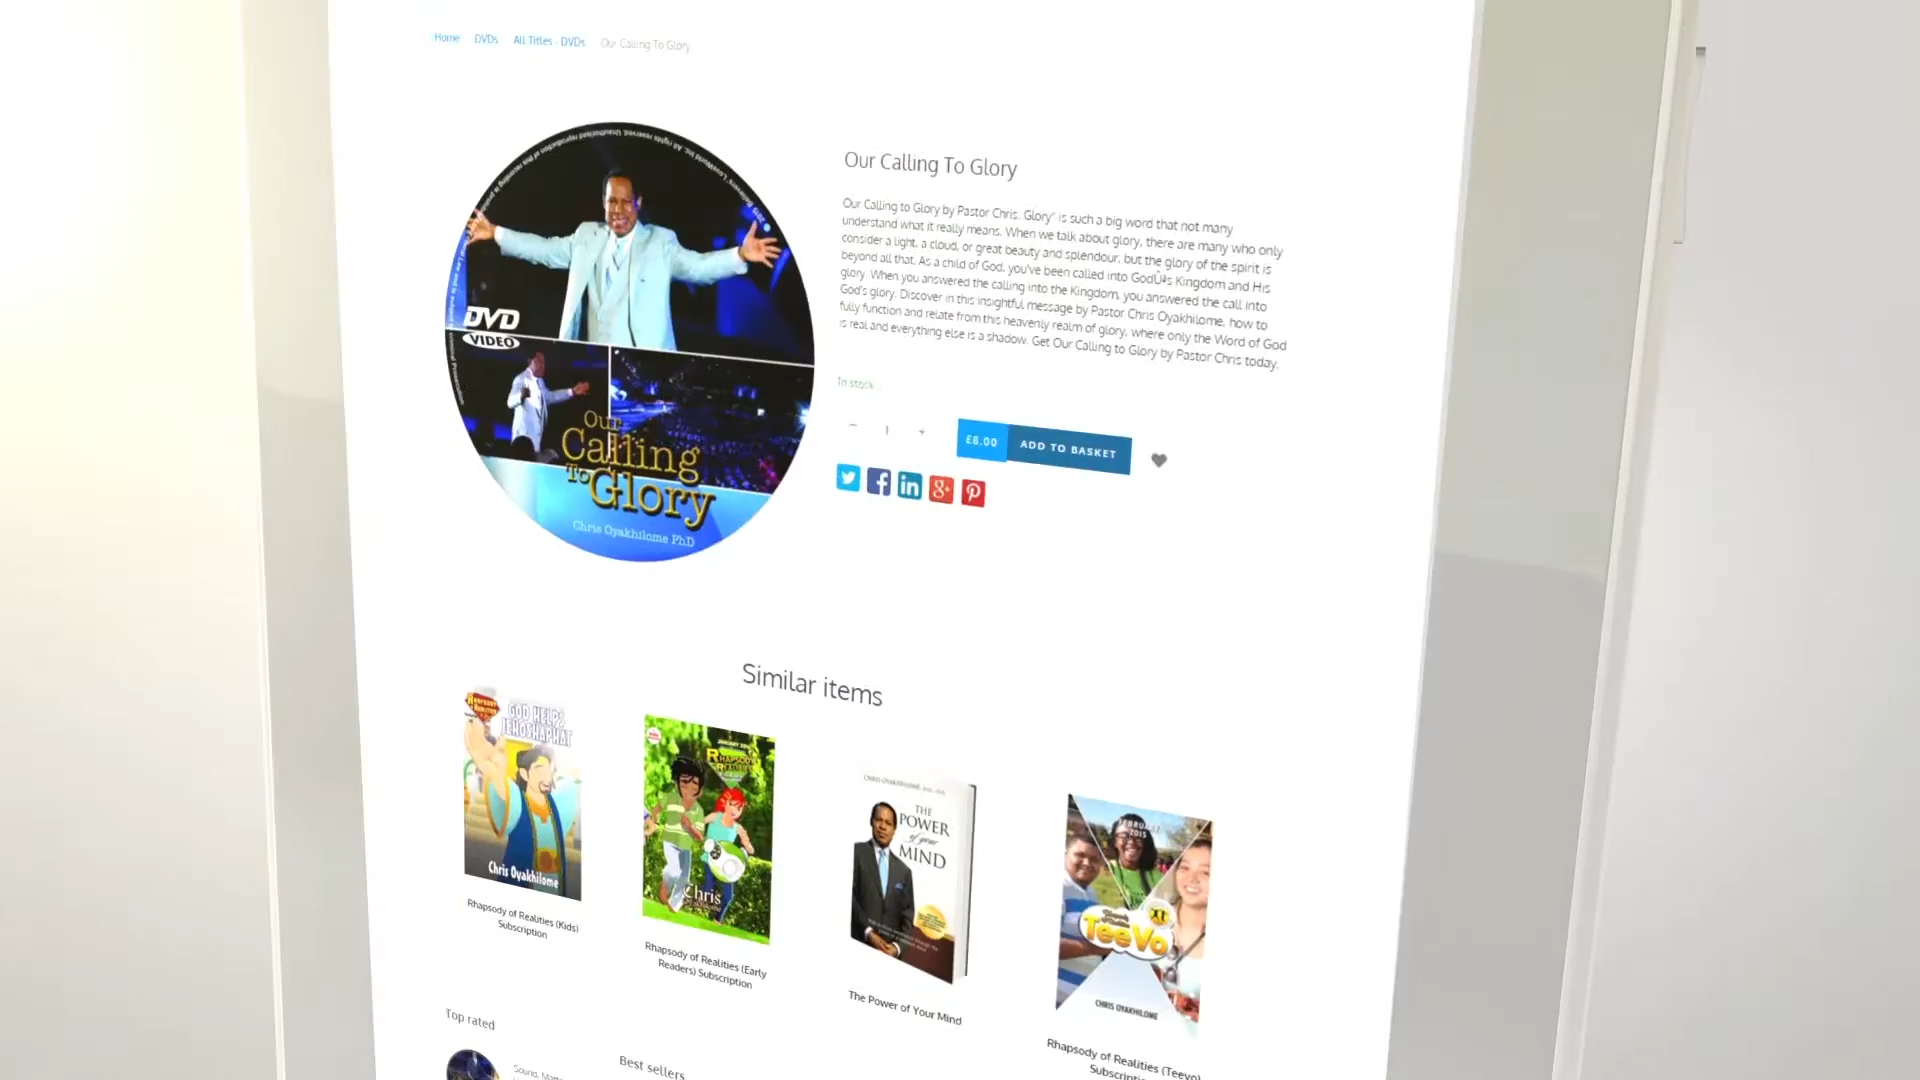 Home DVDs All Titles - DVDs Our Calling To Glory
Our Calling To Glory
Our Calling to Glory by Pastor Chris. Glory" is such a big word that not many
understand what it really means. When we talk about glory, there are many who only
consider a light, a cloud, or great beauty and splendour, but the glory of the spirit is
beyond all that. As a child of God, you've been called into GodÙªs Kingdom and His
glory. When you answered the calling into the Kingdom, you answered the call into
God's glory. Discover in this insightful message by Pastor Chris Oyakhilome, how to
fully function and relate from this heavenly realm of glory, where only the Word of God
is real and everything else is a shadow. Get Our Calling to Glory by Pastor Chris today.
In stock
- 1 +
£8.00 ADD TO BASKET
DVD
VIDEO
Our
Calling
To Glory
Chris Oyakhilome PhD
Similar items
GOD HELPS
JEHOSHAPHAT
Chris Oyakhilome
Rhapsody of Realities (Kids)
Subscription
Chris
Rhapsody of Realities (Early
Readers) Subscription
THE
POWER
of your
MIND
The Power of Your Mind
FEBRUARY
2015
TeeVo
CHRIS OYAKHILOME
Rhapsody of Realities (Teevo)
Top rated
Best sellers